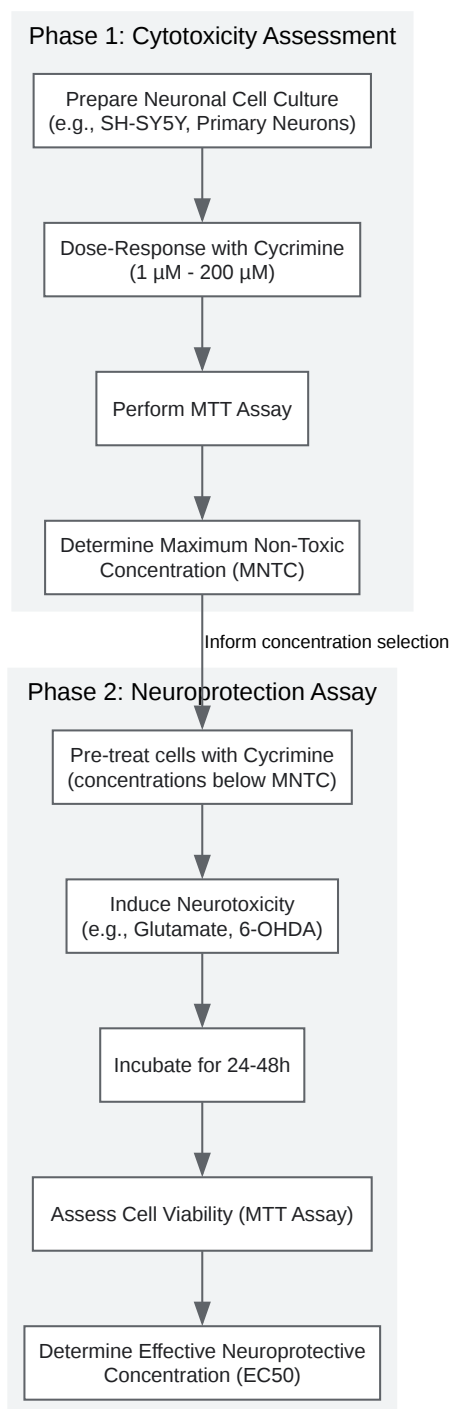 Phase 1: Cytotoxicity Assessment
Prepare Neuronal Cell Culture
(e.g., SH-SY5Y, Primary Neurons)
Dose-Response with Cycrimine
(1 µM - 200 µM)
Perform MTT Assay
Determine Maximum Non-Toxic
Concentration (MNTC)
Inform concentration selection
Phase 2: Neuroprotection Assay
Pre-treat cells with Cycrimine
(concentrations below MNTC)
Induce Neurotoxicity
(e.g., Glutamate, 6-OHDA)
Incubate for 24-48h
Assess Cell Viability (MTT Assay)
Determine Effective Neuroprotective
Concentration (EC50)